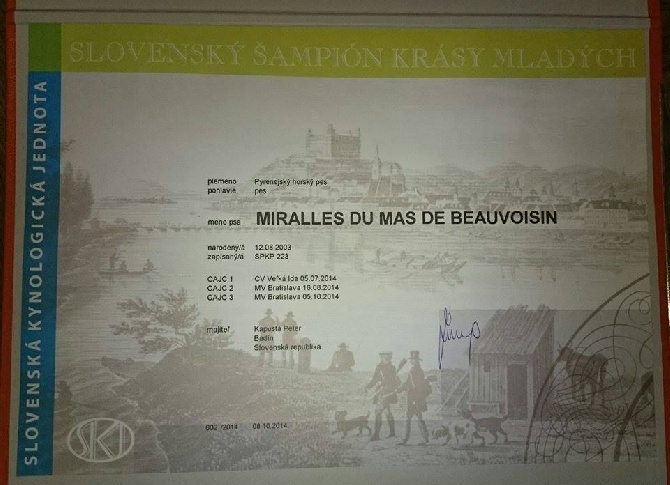 SLOVENSKÝ ŠAMPIÓN KRÁSY MLADÝCH
SLOVENSKÁ KYNOLOGICKÁ JEDNOTA
plemeno Pyrenejský horský pes
pohlavie pes
meno psa MIRALLES DU MAS DE BEAUVOISIN
narodený/á 12.08.2003
zapísaný/á SPKP 223
CAJC 1 CV Veľká Ida 05.07.2014
CAJC 2 MV Bratislava 16.08.2014
CAJC 3 MV Bratislava 05.10.2014
majiteľ Kapusta Peter
Badín
Slovenská republika
002 /2014 08.10.2014
SKJ